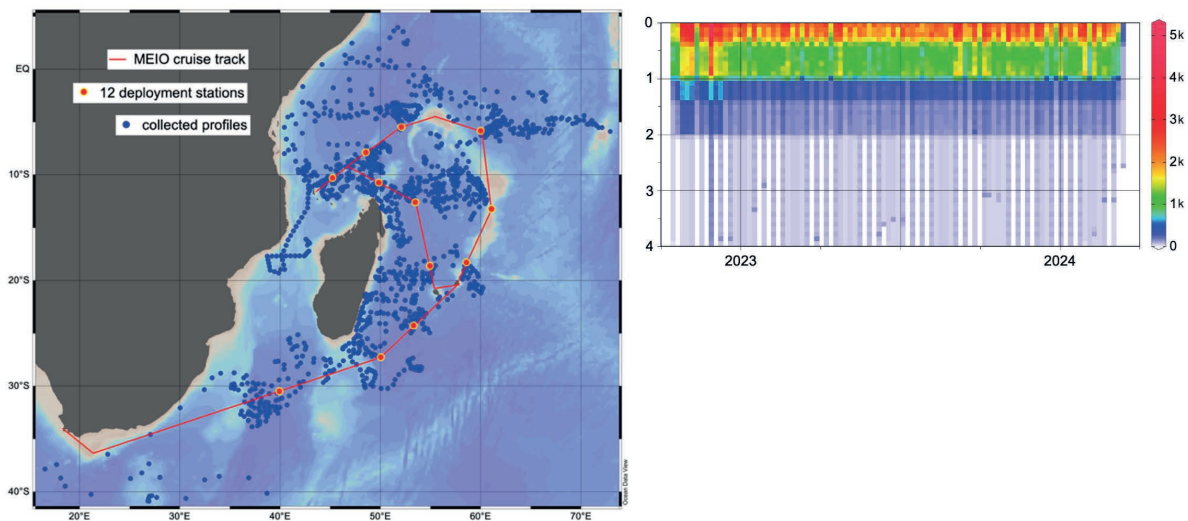 MEIO cruise track
12 deployment stations
collected profiles
EQ
10°S
20°S
30°S
40°S
20°E
30°E
40°E
50°E
60°E
70°E
Ocean Data View
0
1
2
3
4
2023
2024
5k
4k
3k
2k
1k
0